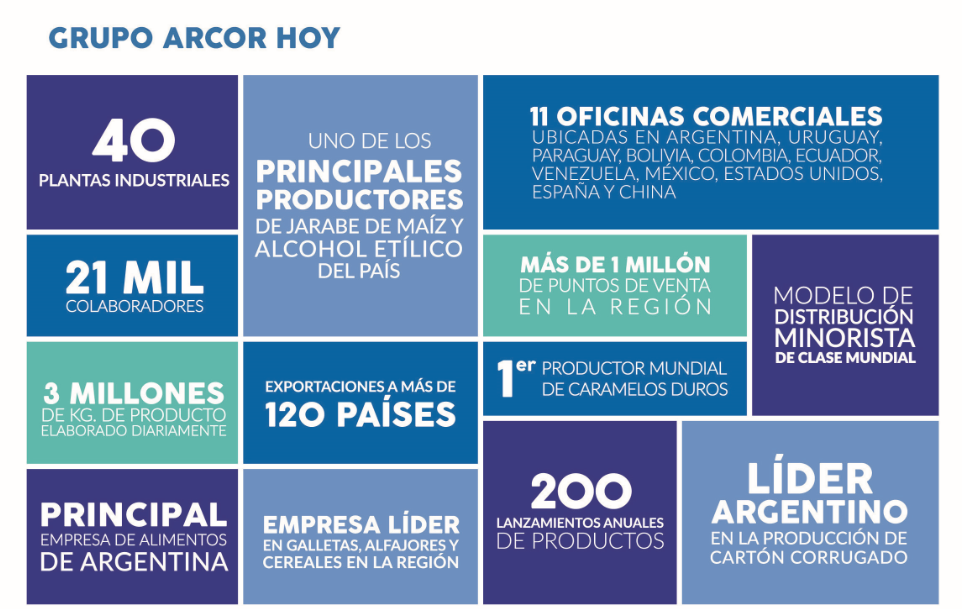 GRUPO ARCOR HOY
40
PLANTAS INDUSTRIALES
UNO DE LOS
PRINCIPALES
PRODUCTORES
DE JARABE DE MAÍZ Y
ALCOHOL ETÍLICO
DEL PAÍS
11 OFICINAS COMERCIALES
UBICADAS EN ARGENTINA, URUGUAY,
PARAGUAY, BOLIVIA, COLOMBIA, ECUADOR,
VENEZUELA, MÉXICO, ESTADOS UNIDOS,
ESPAÑA Y CHINA
21 MIL
COLABORADORES
MÁS DE 1 MILLÓN
DE PUNTOS DE VENTA
EN LA REGIÓN
MODELO DE
DISTRIBUCIÓN
MINORISTA
DE CLASE MUNDIAL
3 MILLONES
DE KG. DE PRODUCTO
ELABORADO DIARIAMENTE
EXPORTACIONES A MÁS DE
120 PAÍSES
1er PRODUCTOR MUNDIAL
DE CARAMELOS DUROS
PRINCIPAL
EMPRESA DE ALIMENTOS
DE ARGENTINA
EMPRESA LÍDER
EN GALLETAS, ALFAJORES Y
CEREALES EN LA REGIÓN
200
LANZAMIENTOS ANUALES
DE PRODUCTOS
LÍDER
ARGENTINO
EN LA PRODUCCIÓN DE
CARTÓN CORRUGADO